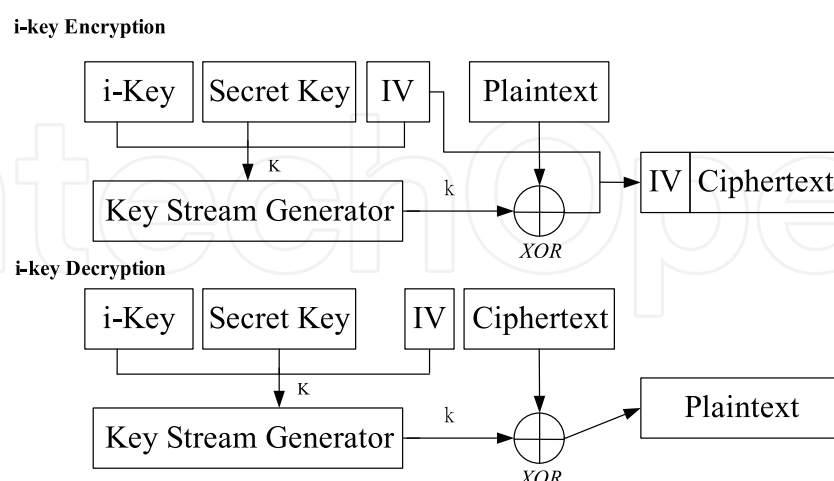 i-key Encryption
i-Key
Secret Key
IV
Plaintext
K
Key Stream Generator
k
XOR
IV
Ciphertext
i-key Decryption
i-Key
Secret Key
IV
Ciphertext
K
Key Stream Generator
k
XOR
Plaintext
ntechOpe